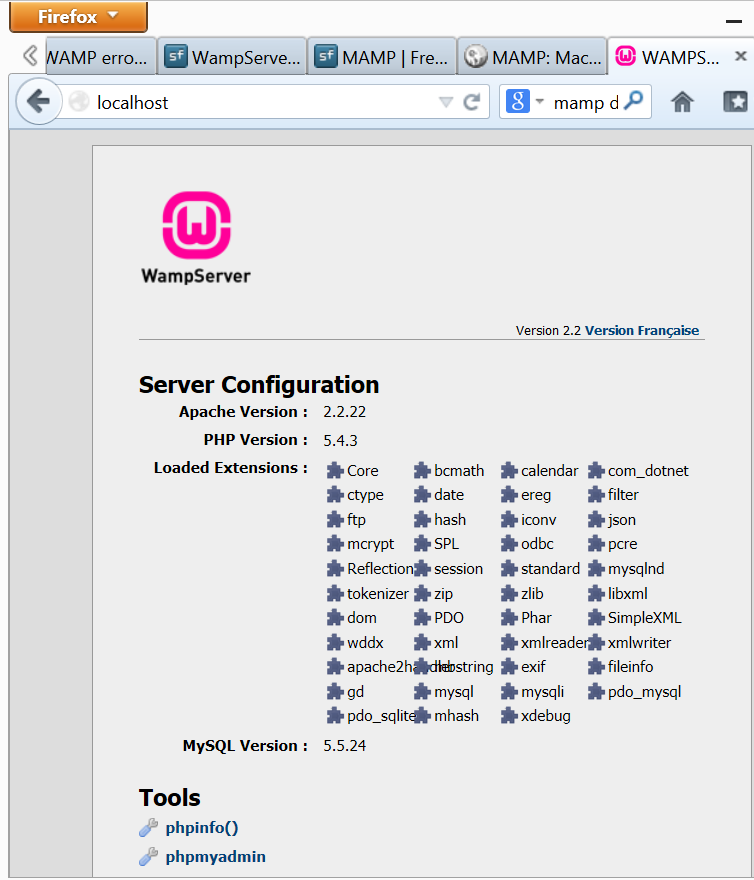 Firefox
WAMP erro... WampServe... MAMP | Fre... MAMP: Mac... WAMPS...
localhost mamp d
WampServer
Version 2.2 Version Française
Server Configuration
Apache Version : 2.2.22
PHP Version : 5.4.3
Loaded Extensions : Core bcmath calendar com_dotnet
ctype date ereg filter
ftp hash iconv json
mcrypt SPL odbc pcre
Reflection session standard mysqlnd
tokenizer zip zlib libxml
dom PDO Phar SimpleXML
wddx xml xmlreader xmlwriter
apache2handler mbstring exif fileinfo
gd mysql mysqli pdo_mysql
pdo_sqlite mhash xdebug
MySQL Version : 5.5.24
Tools
phpinfo()
phpmyadmin